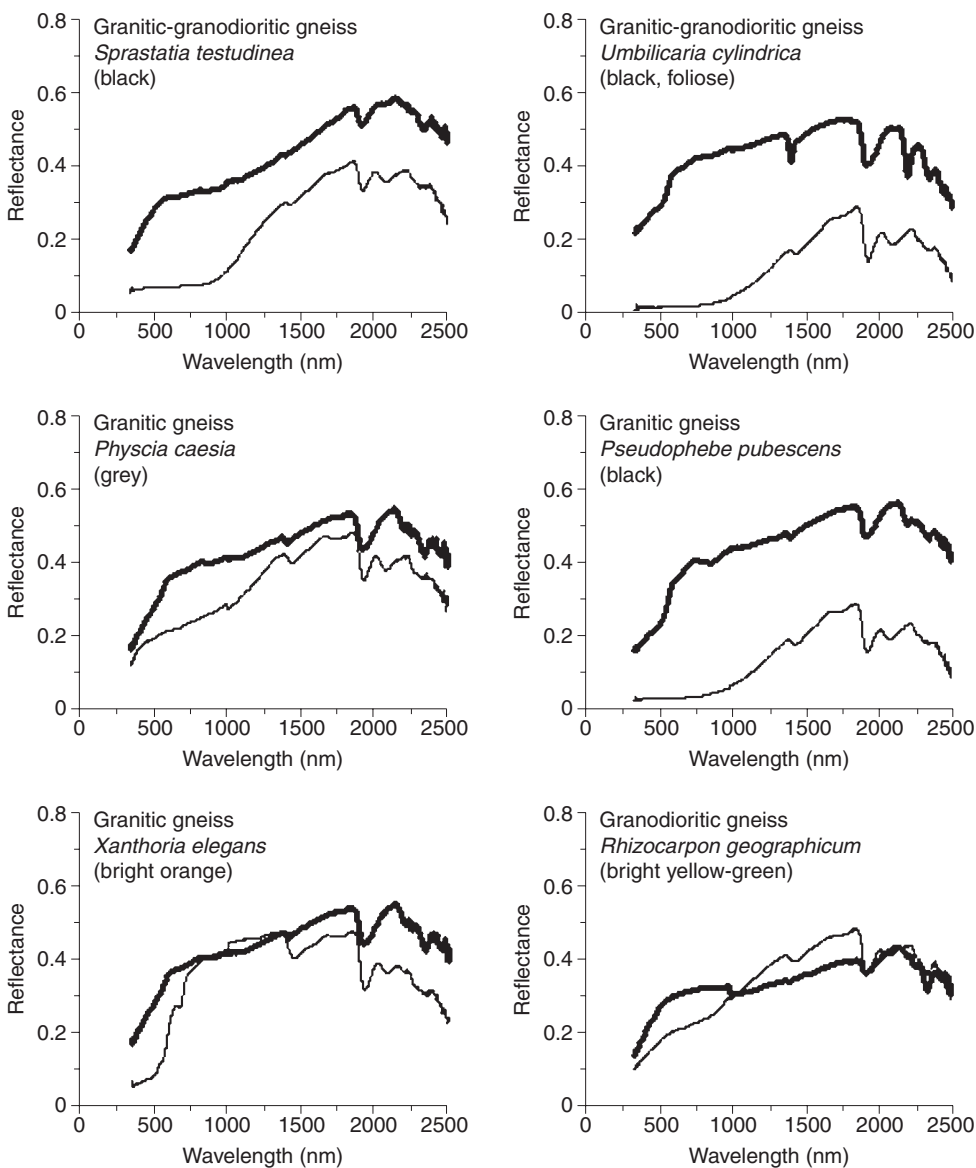 Granitic-granodioritic gneiss
Sprastatia testudinea
(black)
0.8
0.6
0.4
0.2
0
Reflectance
0 500 1000 1500 2000 2500
Wavelength (nm)
Granitic-granodioritic gneiss
Umbilicaria cylindrica
(black, foliose)
0.8
0.6
0.4
0.2
0
Reflectance
0 500 1000 1500 2000 2500
Wavelength (nm)
Granitic gneiss
Physcia caesia
(grey)
0.8
0.6
0.4
0.2
0
Reflectance
0 500 1000 1500 2000 2500
Wavelength (nm)
Granitic gneiss
Pseudophebe pubescens
(black)
0.8
0.6
0.4
0.2
0
Reflectance
0 500 1000 1500 2000 2500
Wavelength (nm)
Granitic gneiss
Xanthoria elegans
(bright orange)
0.8
0.6
0.4
0.2
0
Reflectance
0 500 1000 1500 2000 2500
Wavelength (nm)
Granodioritic gneiss
Rhizocarpon geographicum
(bright yellow-green)
0.8
0.6
0.4
0.2
0
Reflectance
0 500 1000 1500 2000 2500
Wavelength (nm)